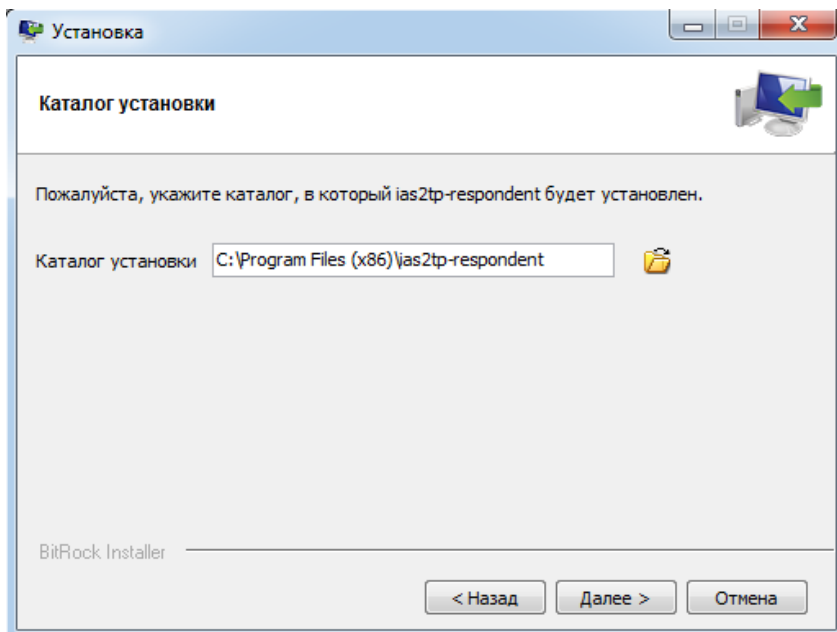 Установка
Каталог установки
Пожалуйста, укажите каталог, в который ias2tp-respondent будет установлен.
Каталог установки C:\Program Files (x86)\ias2tp-respondent
BitRock Installer
< Назад Далее > Отмена